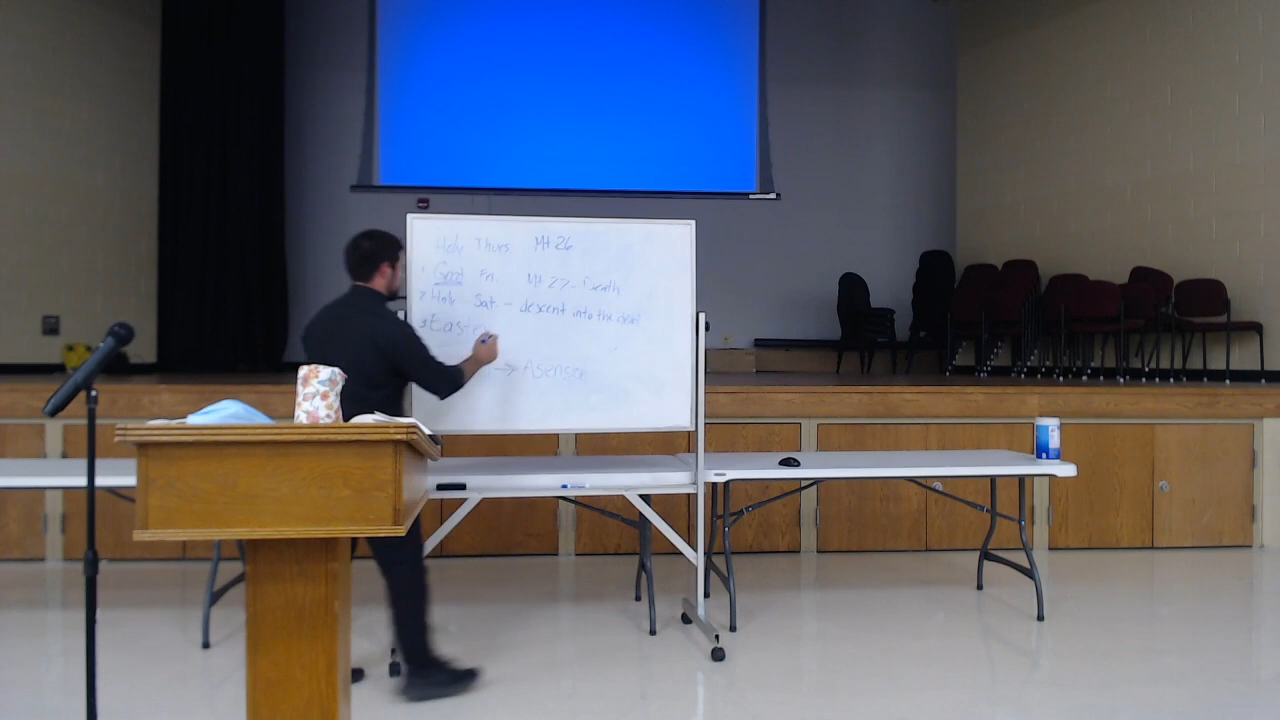 Holy Thurs. Mt 26
1 Good Fri. Mt 27 - Death
2 Holy Sat. - descent into the
3 Easter
→ Asension